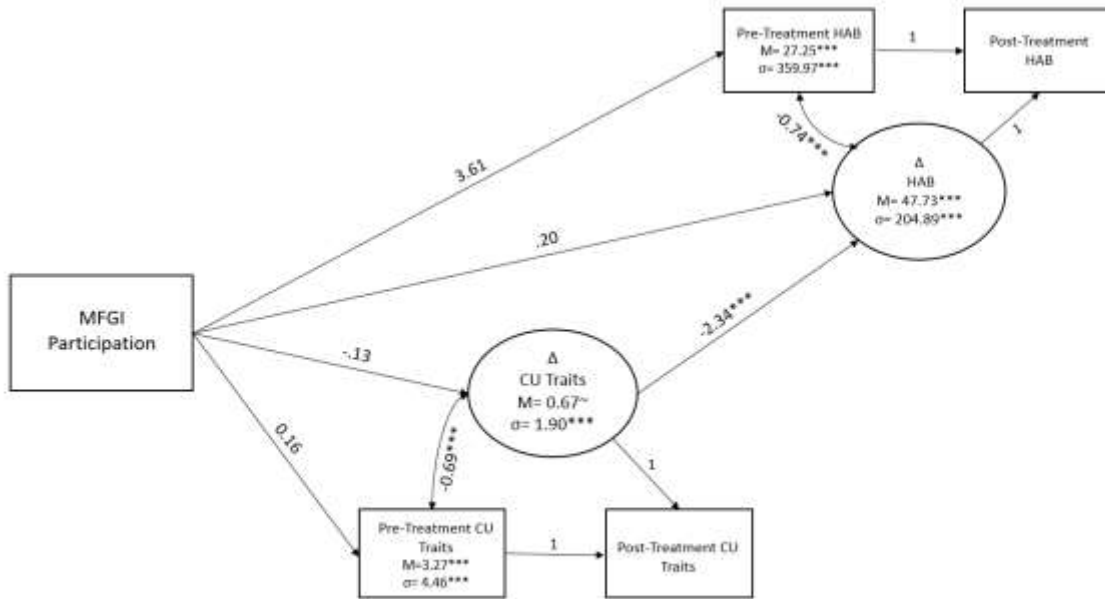 Pre-Treatment HAB
M= 27.25***
σ= 359.97***
1
Post-Treatment
HAB
-0.74***
1
3.61
Δ
HAB
M= 47.73***
σ= 204.89***
.20
MFGI
Participation
-2.34***
-.13
Δ
CU Traits
M= 0.67~
σ= 1.90***
0.16
-0.69***
1
Pre-Treatment CU
Traits
M=3.27***
σ= 4.46***
1
Post-Treatment CU
Traits